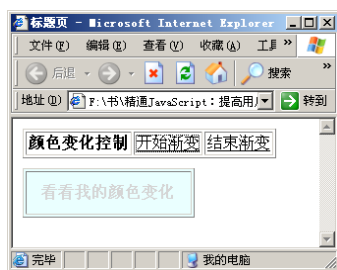 标题页 - Microsoft Internet Explorer
文件(F) 编辑(E) 查看(V) 收藏(A) 工具 »
后退 搜索 »
地址(D) F:\书\精通JavaScript：提高用 转到
颜色变化控制 开始渐变 结束渐变
看看我的颜色变化
完毕 我的电脑